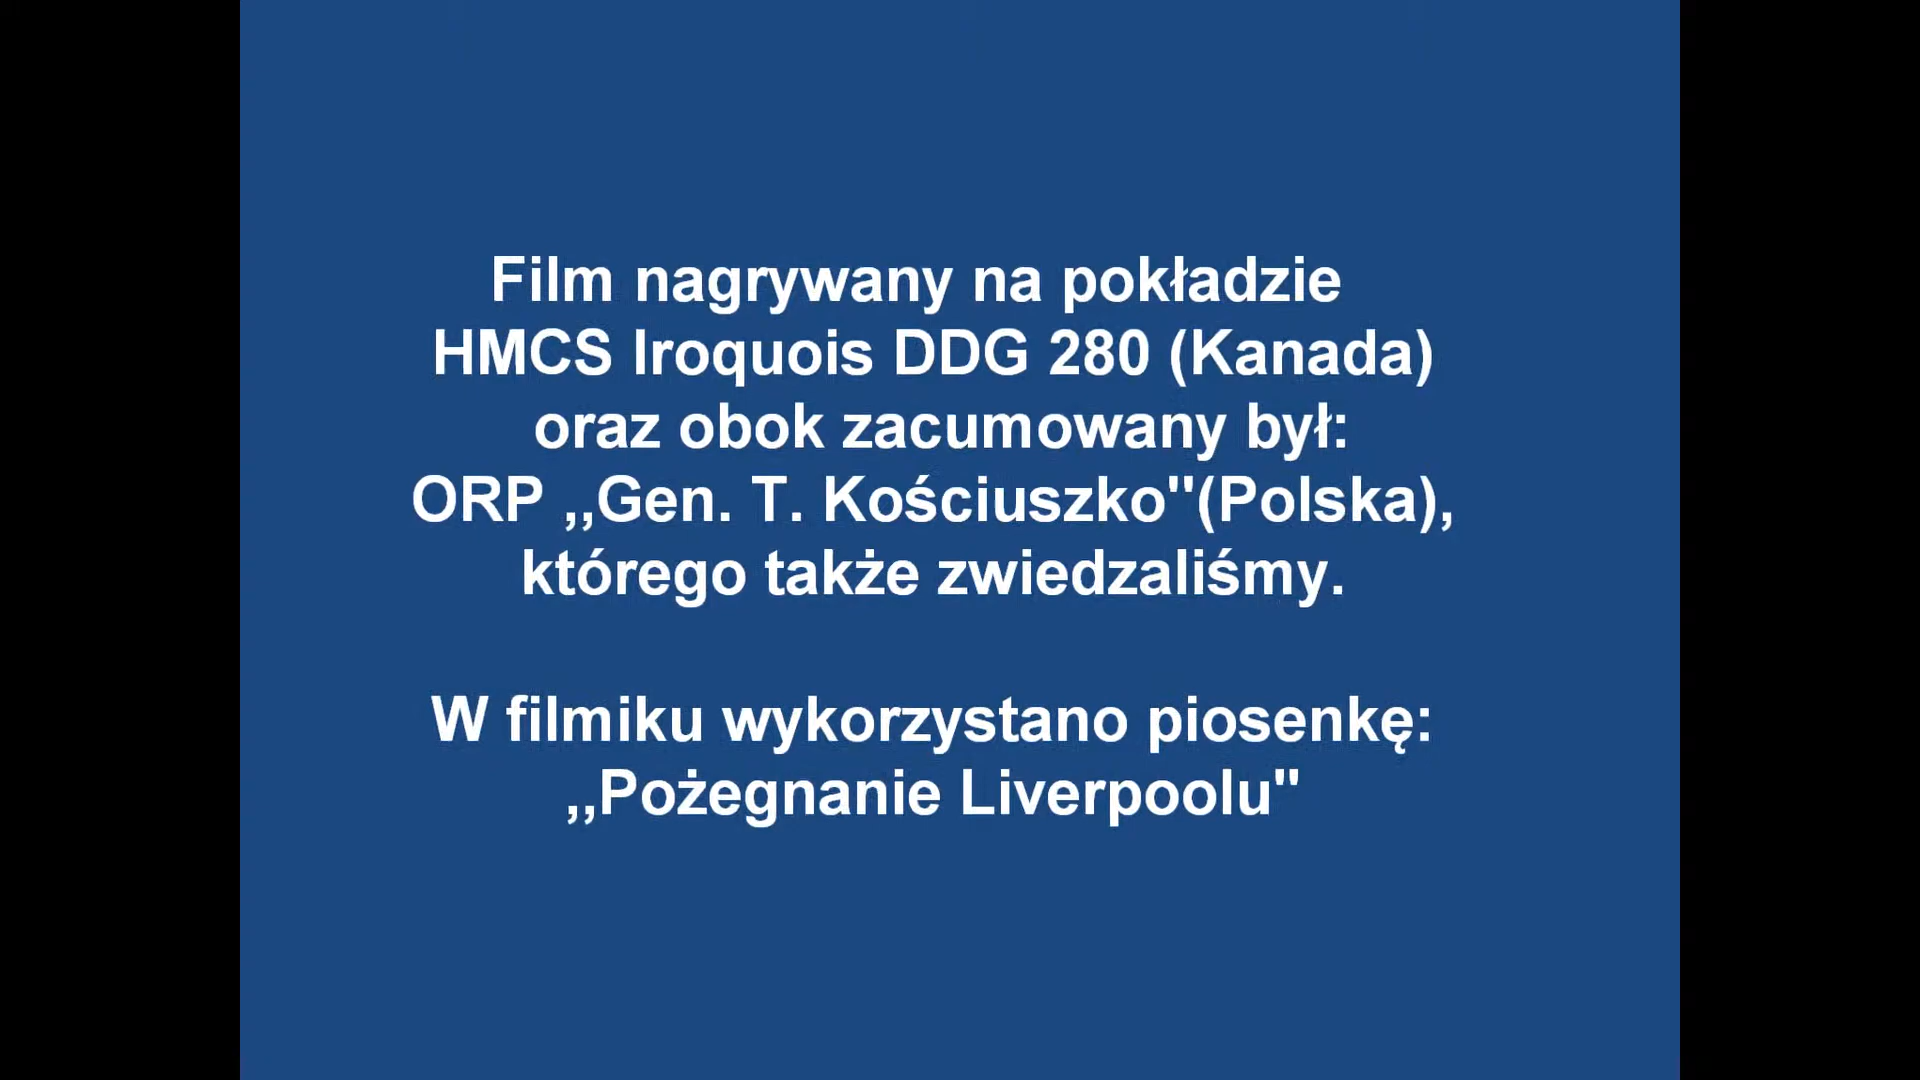 Film nagrywany na pokładzie
HMCS Iroquois DDG 280 (Kanada)
oraz obok zacumowany był:
ORP ,,Gen. T. Kościuszko"(Polska),
którego także zwiedzaliśmy.
W filmiku wykorzystano piosenkę:
,,Pożegnanie Liverpoolu"